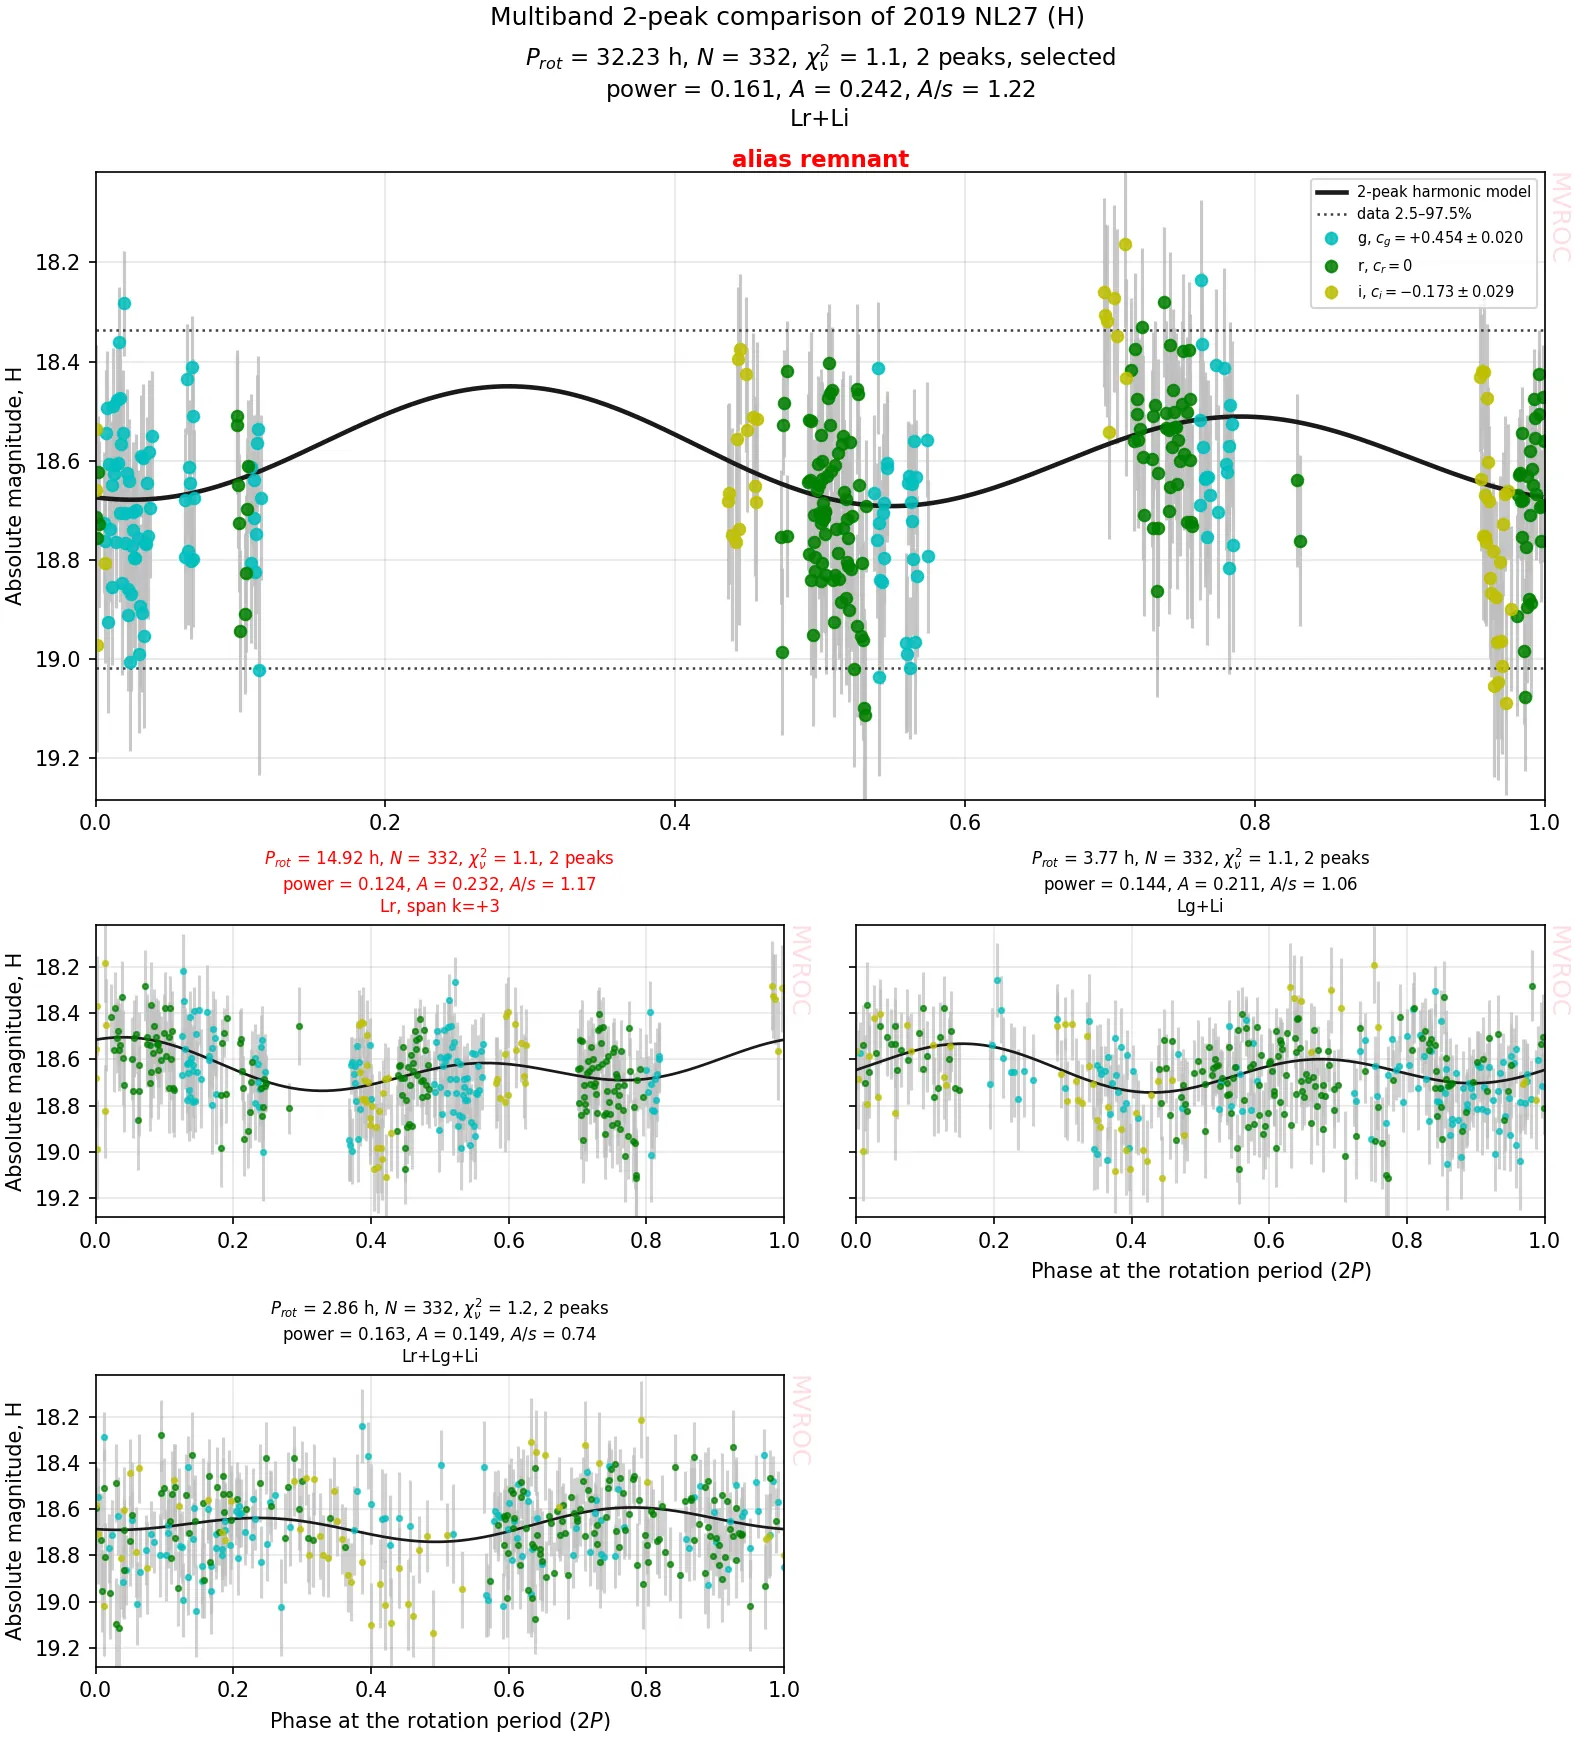 Multiband 2-peak comparison of 2019 NL27 (H)
P_rot = 32.23 h, N = 332, χ²_ν = 1.1, 2 peaks, selected
power = 0.161, A = 0.242, A/s = 1.22
Lr+Li
alias remnant
MVROC
2-peak harmonic model
data 2.5–97.5%
g, c_g = +0.454 ± 0.020
r, c_r = 0
i, c_i = −0.173 ± 0.029
Absolute magnitude, H
18.2
18.4
18.6
18.8
19.0
19.2
0.0 0.2 0.4 0.6 0.8 1.0
P_rot = 14.92 h, N = 332, χ²_ν = 1.1, 2 peaks
power = 0.124, A = 0.232, A/s = 1.17
Lr, span k=+3
MVROC
Absolute magnitude, H
18.2
18.4
18.6
18.8
19.0
19.2
0.0 0.2 0.4 0.6 0.8 1.0
P_rot = 3.77 h, N = 332, χ²_ν = 1.1, 2 peaks
power = 0.144, A = 0.211, A/s = 1.06
Lg+Li
MVROC
0.0 0.2 0.4 0.6 0.8 1.0
Phase at the rotation period (2P)
P_rot = 2.86 h, N = 332, χ²_ν = 1.2, 2 peaks
power = 0.163, A = 0.149, A/s = 0.74
Lr+Lg+Li
MVROC
Absolute magnitude, H
18.2
18.4
18.6
18.8
19.0
19.2
0.0 0.2 0.4 0.6 0.8 1.0
Phase at the rotation period (2P)